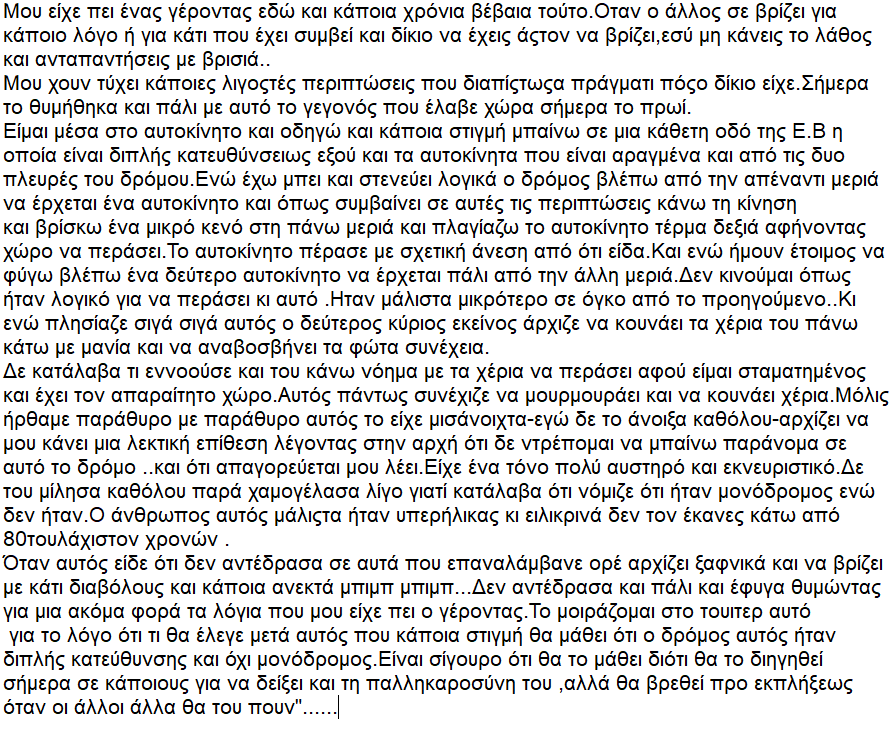 Μου είχε πει ένας γέροντας εδώ και κάποια χρόνια βέβαια τούτο.Οταν ο άλλος σε βρίζει για
κάποιο λόγο ή για κάτι που έχει συμβεί και δίκιο να έχεις άςτον να βρίζει,εσύ μη κάνεις το λάθος
και ανταπαντήσεις με βρισιά..
Μου χουν τύχει κάποιες λιγοςτές περιπτώσεις που διαπίςτωςα πράγματι πόςο δίκιο είχε.Σήμερα
το θυμήθηκα και πάλι με αυτό το γεγονός που έλαβε χώρα σήμερα το πρωί.
Είμαι μέσα στο αυτοκίνητο και οδηγώ και κάποια στιγμή μπαίνω σε μια κάθετη οδό της Ε.Β η
οποία είναι διπλής κατευθύνσειως εξού και τα αυτοκίνητα που είναι αραγμένα και από τις δυο
πλευρές του δρόμου.Ενώ έχω μπει και στενεύει λογικά ο δρόμος βλέπω από την απέναντι μεριά
να έρχεται ένα αυτοκίνητο και όπως συμβαίνει σε αυτές τις περιπτώσεις κάνω τη κίνηση
και βρίσκω ένα μικρό κενό στη πάνω μεριά και πλαγίαζω το αυτοκίνητο τέρμα δεξιά αφήνοντας
χώρο να περάσει.Το αυτοκίνητο πέρασε με σχετική άνεση από ότι είδα.Και ενώ ήμουν έτοιμος να
φύγω βλέπω ένα δεύτερο αυτοκίνητο να έρχεται πάλι από την άλλη μεριά.Δεν κινούμαι όπως
ήταν λογικό για να περάσει κι αυτό .Ηταν μάλιστα μικρότερο σε όγκο από το προηγούμενο..Κι
ενώ πλησίαζε σιγά σιγά αυτός ο δεύτερος κύριος εκείνος άρχιζε να κουνάει τα χέρια του πάνω
κάτω με μανία και να αναβοσβήνει τα φώτα συνέχεια.
Δε κατάλαβα τι εννοούσε και του κάνω νόημα με τα χέρια να περάσει αφού είμαι σταματημένος
και έχει τον απαραίτητο χώρο.Αυτός πάντως συνέχιζε να μουρμουράει και να κουνάει χέρια.Μόλις
ήρθαμε παράθυρο με παράθυρο αυτός το είχε μισάνοιχτα-εγώ δε το άνοιξα καθόλου-αρχίζει να
μου κάνει μια λεκτική επίθεση λέγοντας στην αρχή ότι δε ντρέπομαι να μπαίνω παράνομα σε
αυτό το δρόμο ..και ότι απαγορεύεται μου λέει.Είχε ένα τόνο πολύ αυστηρό και εκνευριστικό.Δε
του μίλησα καθόλου παρά χαμογέλασα λίγο γιατί κατάλαβα ότι νόμιζε ότι ήταν μονόδρομος ενώ
δεν ήταν.Ο άνθρωπος αυτός μάλιςτα ήταν υπερήλικας κι ειλικρινά δεν τον έκανες κάτω από
80τουλάχιστον χρονών .
Όταν αυτός είδε ότι δεν αντέδρασα σε αυτά που επαναλάμβανε ορέ αρχίζει ξαφνικά και να βρίζει
με κάτι διαβόλους και κάποια ανεκτά μπιμπ μπιμπ...Δεν αντέδρασα και πάλι και έφυγα θυμώντας
για μια ακόμα φορά τα λόγια που μου είχε πει ο γέροντας.Το μοιράζομαι στο τουιτερ αυτό
για το λόγο ότι τι θα έλεγε μετά αυτός που κάποια στιγμή θα μάθει ότι ο δρόμος αυτός ήταν
διπλής κατεύθυνσης και όχι μονόδρομος.Είναι σίγουρο ότι θα το μάθει διότι θα το διηγηθεί
σήμερα σε κάποιους για να δείξει και τη παλληκαροσύνη του ,αλλά θα βρεθεί προ εκπλήξεως
όταν οι άλλοι άλλα θα του πουν"......